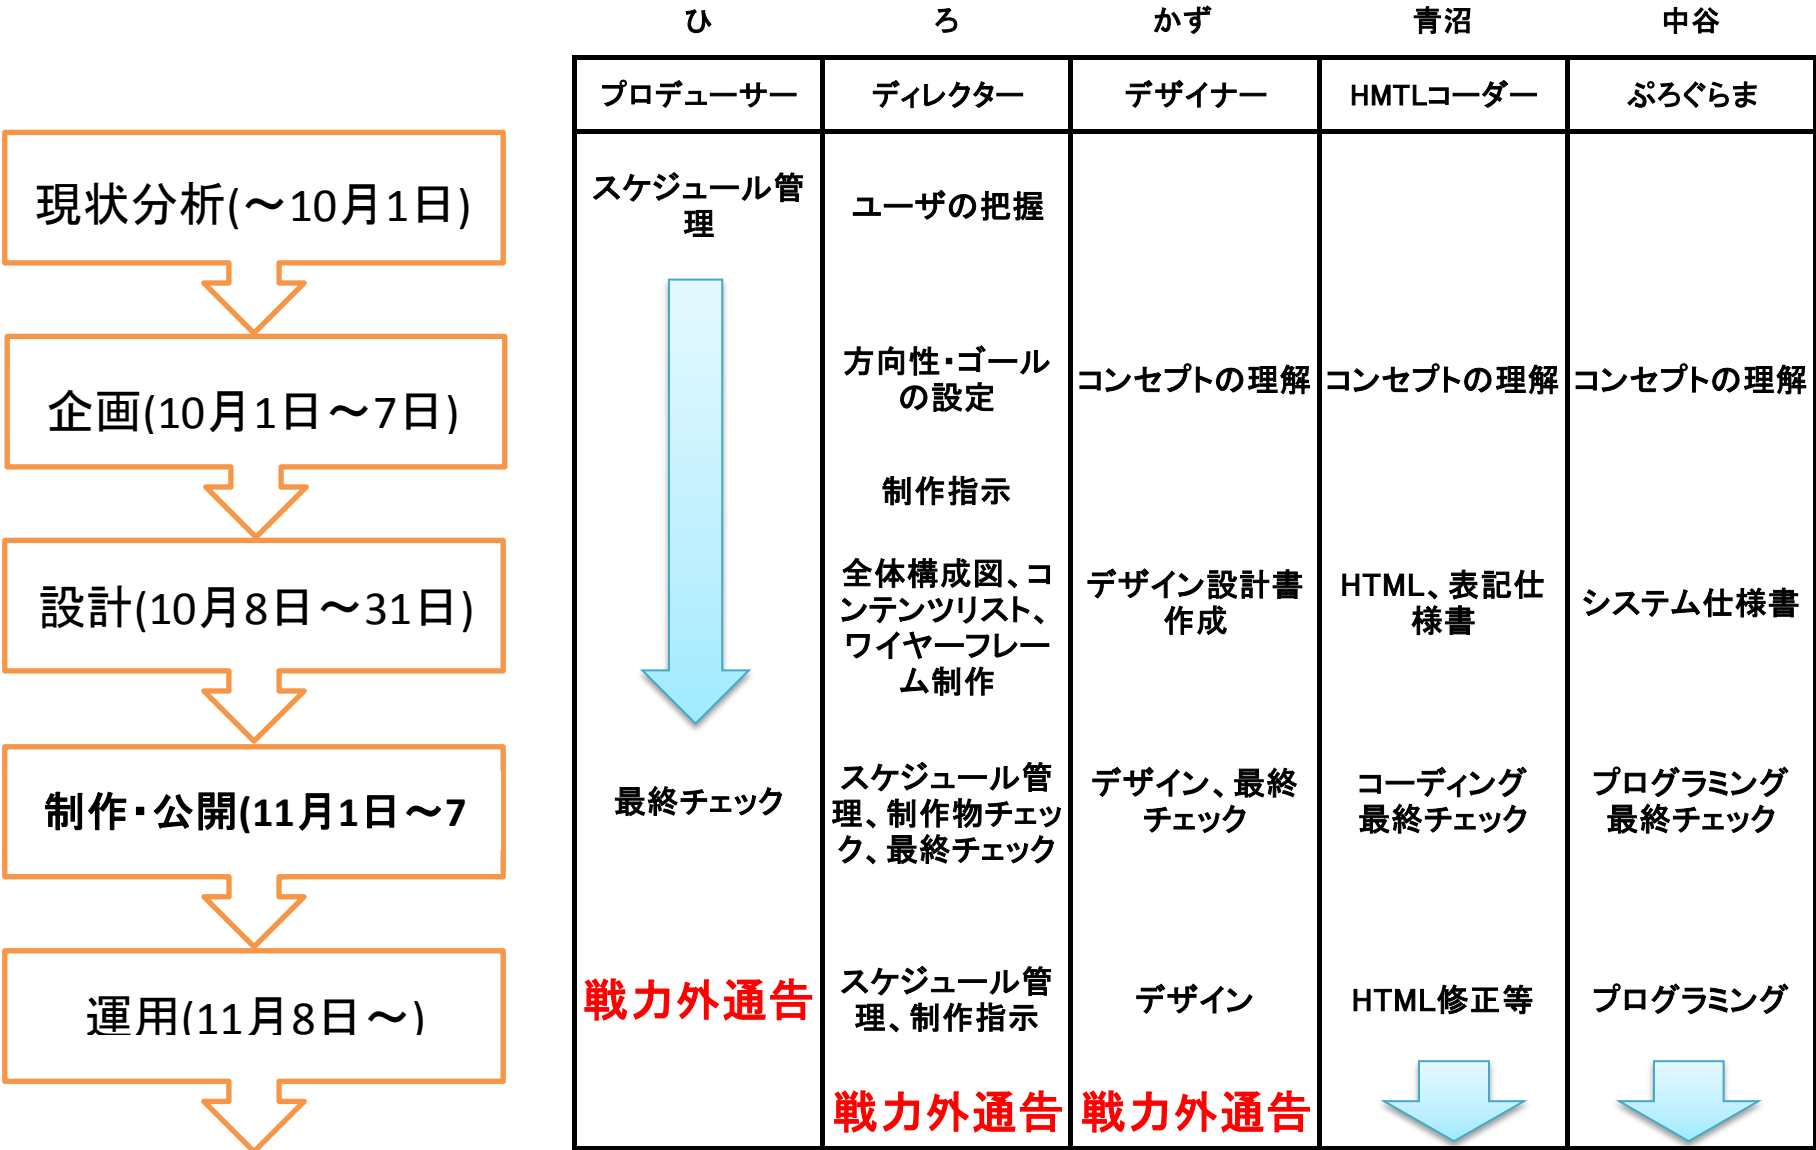 ひ
ろ
かず
青沼
中谷
プロデューサー
ディレクター
デザイナー
HMTLコーダー
ぷろぐらま
現状分析(～10月1日)
スケジュール管
理
ユーザの把握
企画(10月1日～7日)
方向性・ゴール
の設定
コンセプトの理解
コンセプトの理解
コンセプトの理解
制作指示
設計(10月8日～31日)
全体構成図、コ
ンテンツリスト、
ワイヤーフレー
ム制作
デザイン設計書
作成
HTML、表記仕
様書
システム仕様書
制作・公開(11月1日～7
最終チェック
スケジュール管
理、制作物チェッ
ク、最終チェック
デザイン、最終
チェック
コーディング
最終チェック
プログラミング
最終チェック
運用(11月8日～)
戦力外通告
スケジュール管
理、制作指示
デザイン
HTML修正等
プログラミング
戦力外通告
戦力外通告